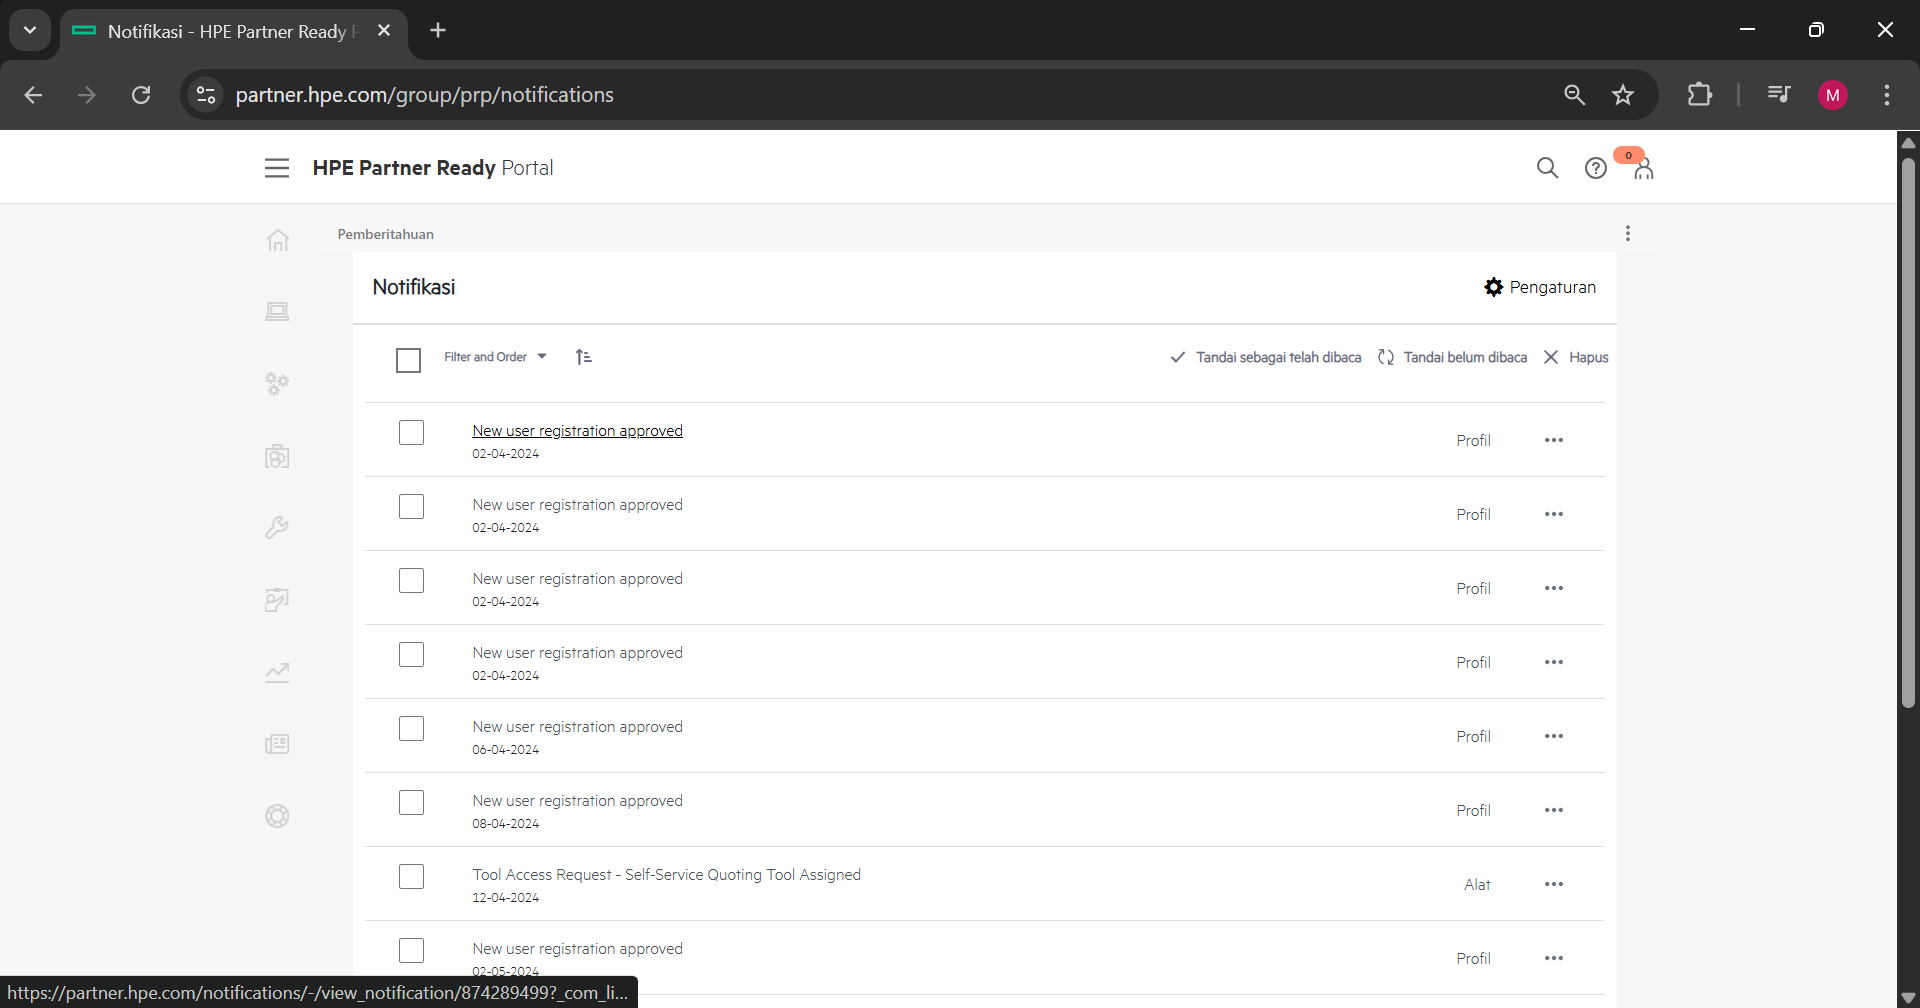 Notifikasi - HPE Partner Ready P
partner.hpe.com/group/prp/notifications
M
HPE Partner Ready Portal
0
Pemberitahuan
Notifikasi
Pengaturan
Filter and Order
Tandai sebagai telah dibaca
Tandai belum dibaca
Hapus
New user registration approved
02-04-2024
Profil
New user registration approved
02-04-2024
Profil
New user registration approved
02-04-2024
Profil
New user registration approved
02-04-2024
Profil
New user registration approved
06-04-2024
Profil
New user registration approved
08-04-2024
Profil
Tool Access Request - Self-Service Quoting Tool Assigned
12-04-2024
Alat
New user registration approved
02-05-2024
Profil
https://partner.hpe.com/notifications/-/view_notification/874289499?_com_li...